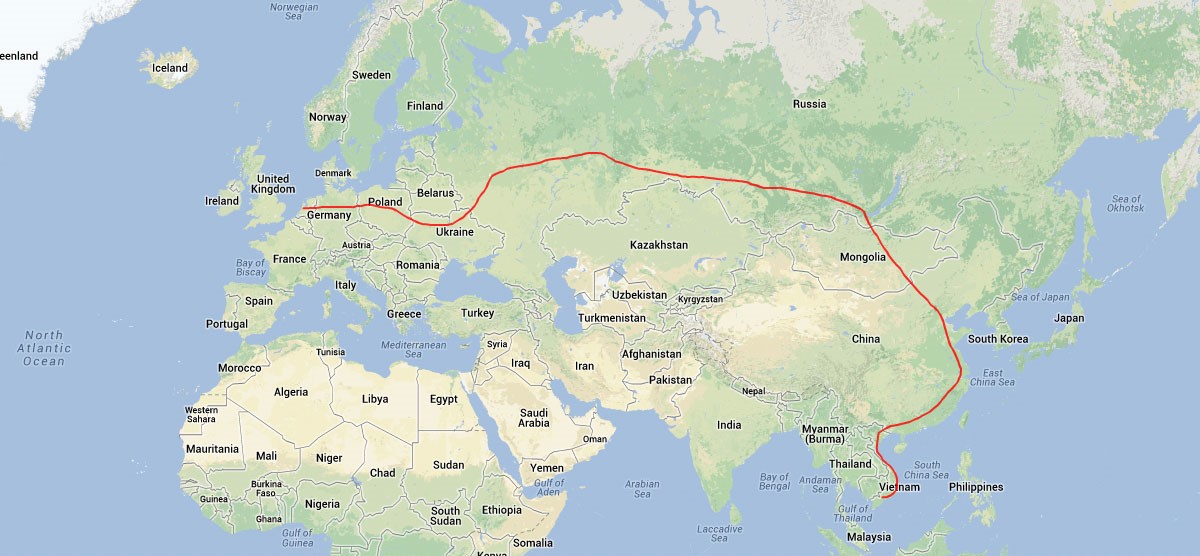 Norwegian
Sea
eenland
Iceland
Sweden
Finland
Norway
Russia
Denmark
United
Kingdom
Ireland
Belarus
Poland
Germany
Sea of
Okhotsk
Ukraine
Austria
France
Kazakhstan
Mongolia
Bay of
Biscay
Romania
Italy
Spain
Uzbekistan
Kyrgyzstan
Sea of Japan
Greece
Turkey
Turkmenistan
Portugal
Japan
North
Atlantic
Ocean
Tunisia
Mediterranean
Sea
Syria
China
South Korea
Morocco
Iraq
Iran
Afghanistan
East
China Sea
Algeria
Libya
Egypt
Pakistan
Nepal
Western
Sahara
Saudi
Arabia
India
Myanmar
(Burma)
Oman
Mauritania
Mali
Niger
Chad
Sudan
Yemen
Thailand
South
China Sea
Burkina
Faso
Gulf of
Aden
Arabian
Sea
Bay of
Bengal
Andaman
Sea
Vietnam
Philippines
Guinea
Nigeria
South
Sudan
Ethiopia
Ghana
Gulf of
Thailand
Laccadive
Sea
Gulf of
Guinea
Somalia
Malaysia
Kenya